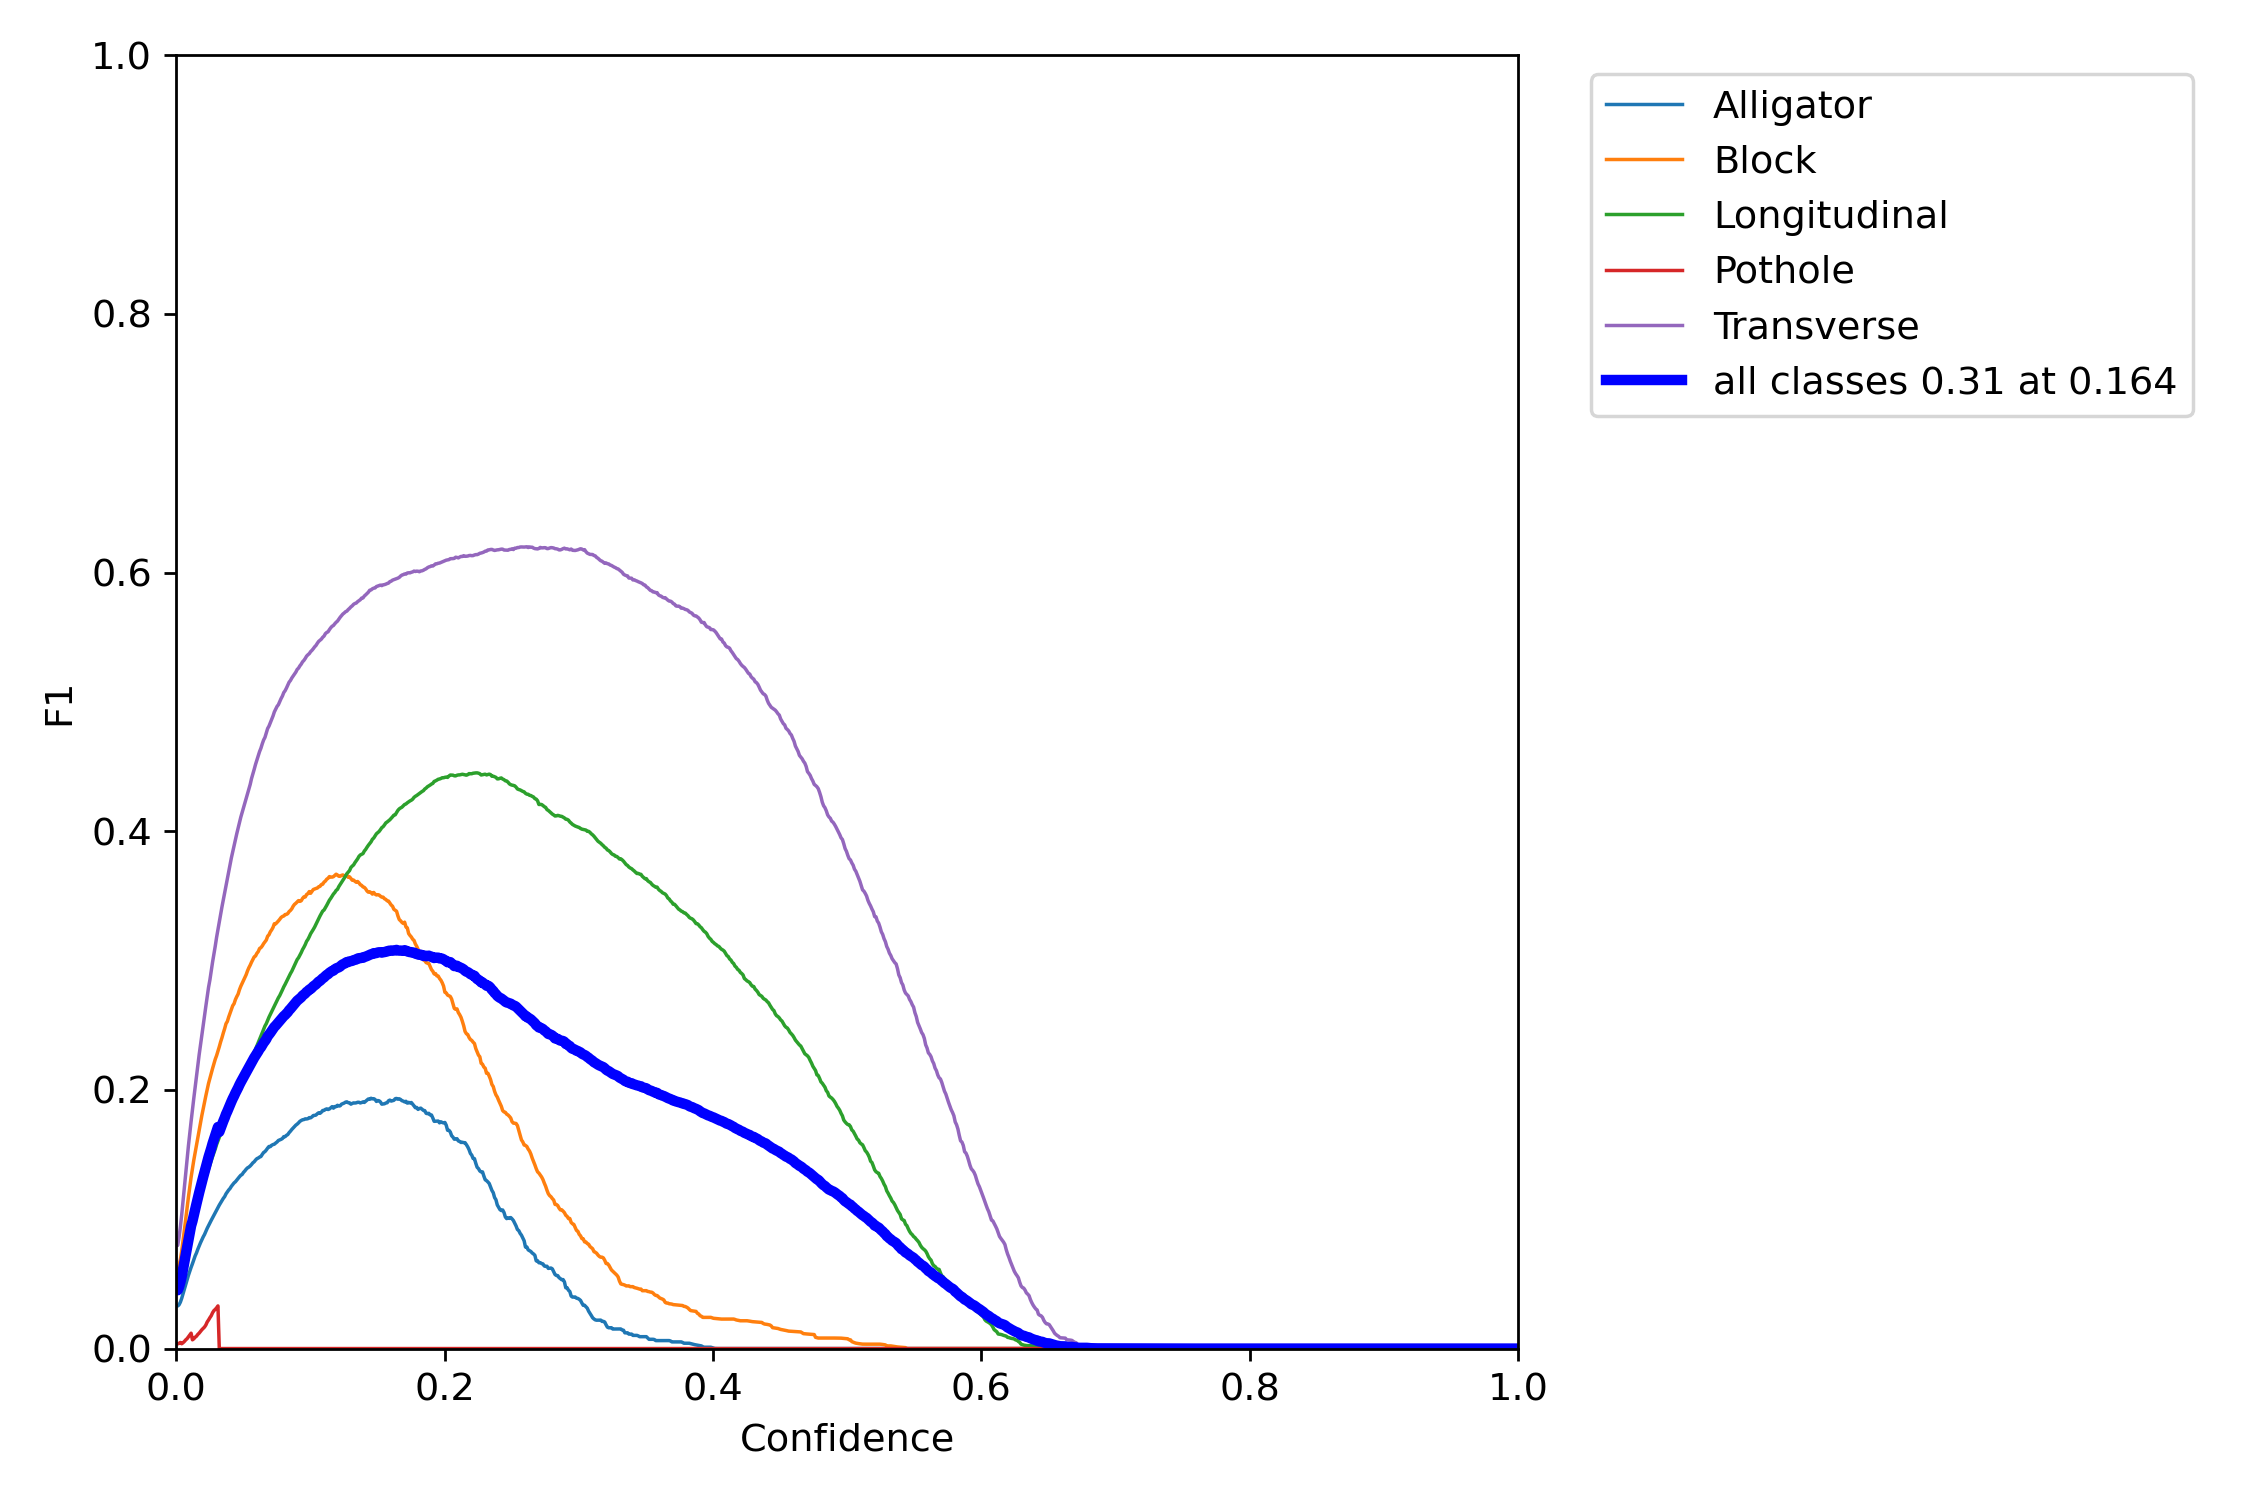 1.0
0.8
0.6
0.4
0.2
0.0
F1
0.0 0.2 0.4 0.6 0.8 1.0
Confidence
Alligator
Block
Longitudinal
Pothole
Transverse
all classes 0.31 at 0.164